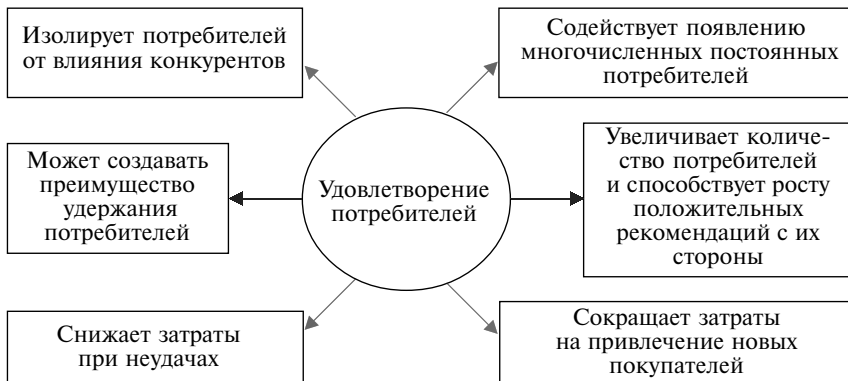 Изолирует потребителей
от влияния конкурентов
Содействует появлению
многочисленных постоянных
потребителей
Может создавать
преимущество
удержания
потребителей
Удовлетворение
потребителей
Увеличивает количе-
ство потребителей
и способствует росту
положительных
рекомендаций с их
стороны
Снижает затраты
при неудачах
Сокращает затраты
на привлечение новых
покупателей